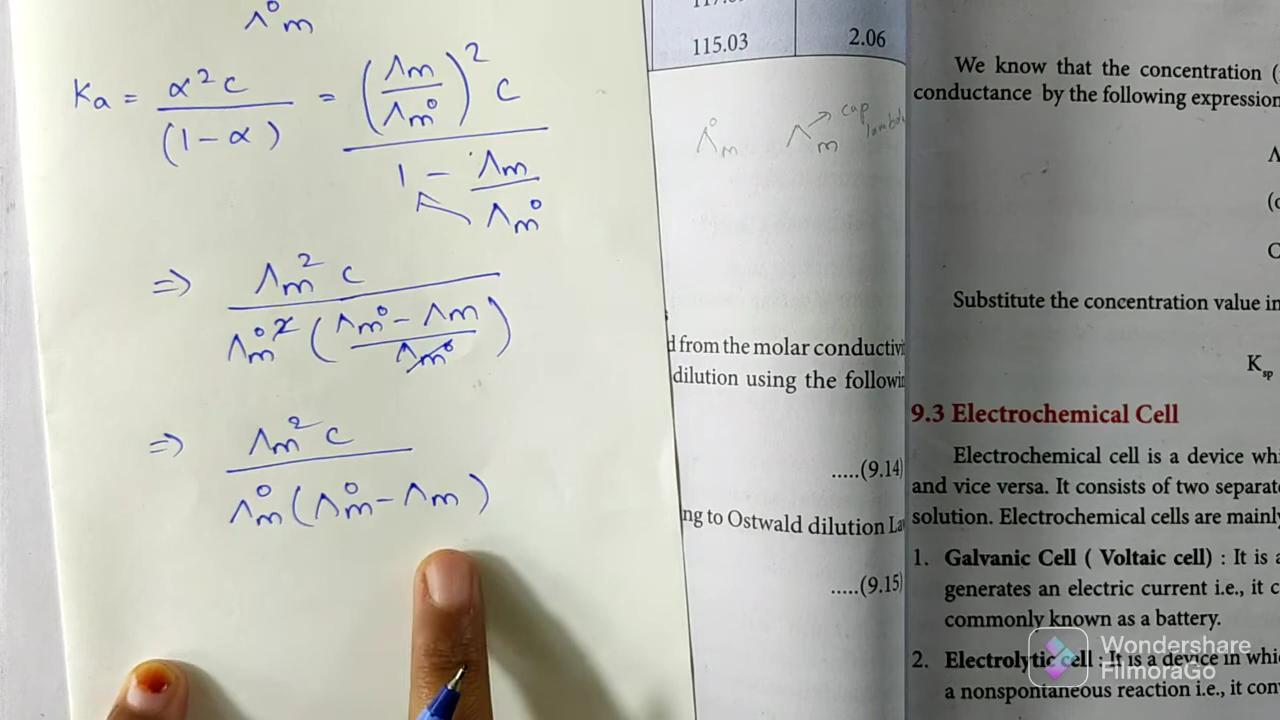 Λ°m
Ka = α²c / (1 - α) = (Λm / Λm°)² c / 1 - Λm / Λm°
⇒ Λm² c / Λm°² (Λm° - Λm / Λm°)
⇒ Λm² c / Λ°m (Λ°m - Λm)
115.03 2.06
Λ°m Λm → cap
lambda
d from the molar conductivi
dilution using the followin
.....(9.14)
ng to Ostwald dilution La
.....(9.15)
We know that the concentration (
conductance by the following expression
Λ
(
C
Substitute the concentration value in
Ksp
9.3 Electrochemical Cell
Electrochemical cell is a device whi
and vice versa. It consists of two separate
solution. Electrochemical cells are mainly
1. Galvanic Cell ( Voltaic cell) : It is a
generates an electric current i.e., it c
commonly known as a battery.
2. Electrolytic cell : It is a device in whi
a nonspontaneous reaction i.e., it con
Wondershare
FilmoraGo